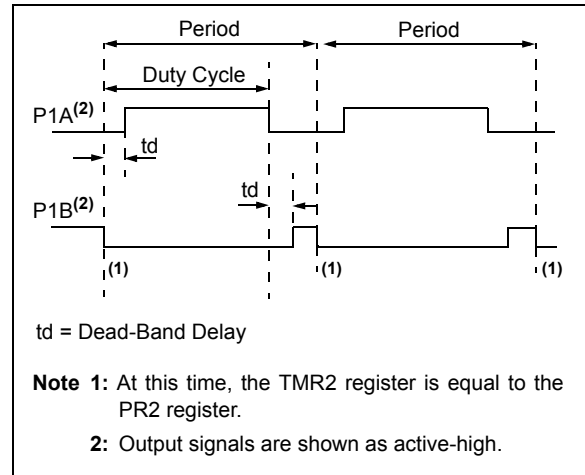 Period Period
Duty Cycle
P1A(2)
td
td
P1B(2)
(1) (1) (1)
td = Dead-Band Delay
Note 1: At this time, the TMR2 register is equal to the
PR2 register.
2: Output signals are shown as active-high.